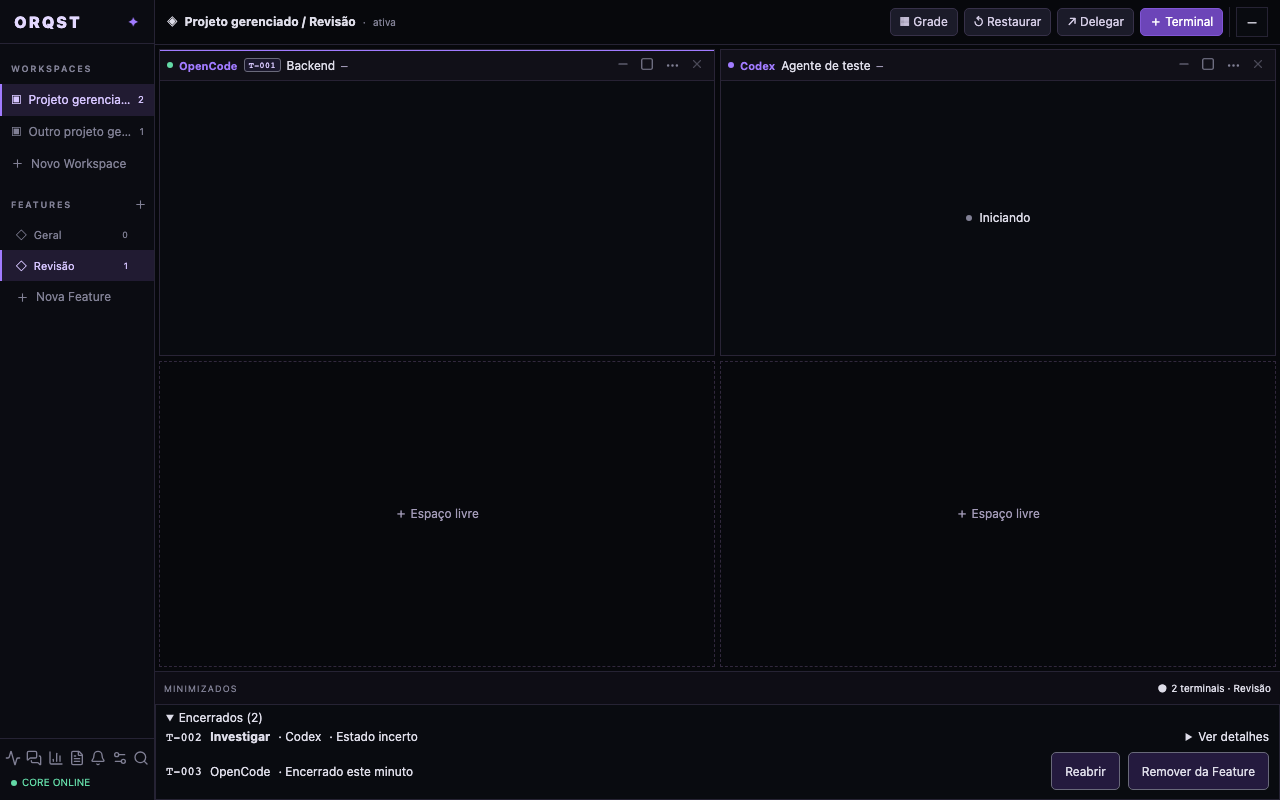 ORQST
Projeto gerenciado / Revisão · ativa
Grade
Restaurar
Delegar
+ Terminal
WORKSPACES
Projeto gerencia... 2
Outro projeto ge... 1
+ Novo Workspace
FEATURES +
Geral 0
Revisão 1
+ Nova Feature
CORE ONLINE
OpenCode T-001 Backend —
Codex Agente de teste —
Iniciando
+ Espaço livre
+ Espaço livre
MINIMIZADOS
2 terminais · Revisão
Encerrados (2)
T-002 Investigar · Codex · Estado incerto
Ver detalhes
T-003 OpenCode · Encerrado este minuto
Reabrir
Remover da Feature